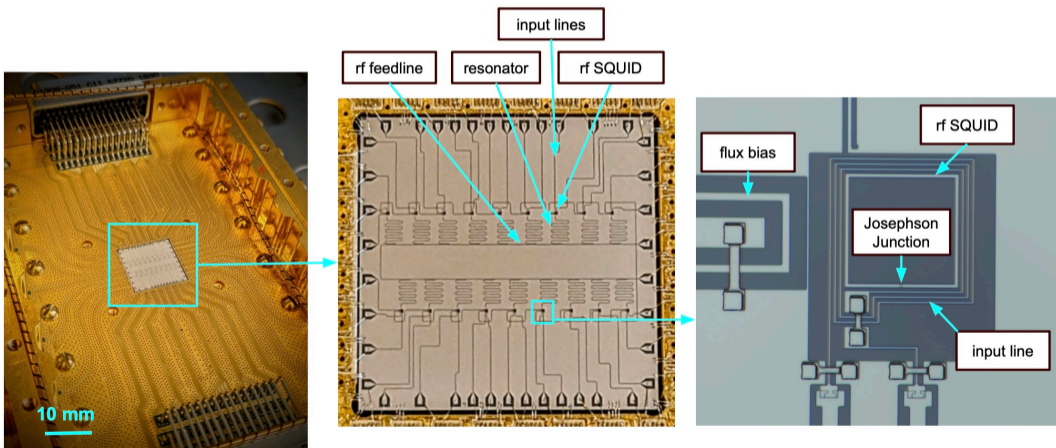 input lines
rf feedline
resonator
rf SQUID
rf SQUID
flux bias
Josephson
Junction
input line
10 mm